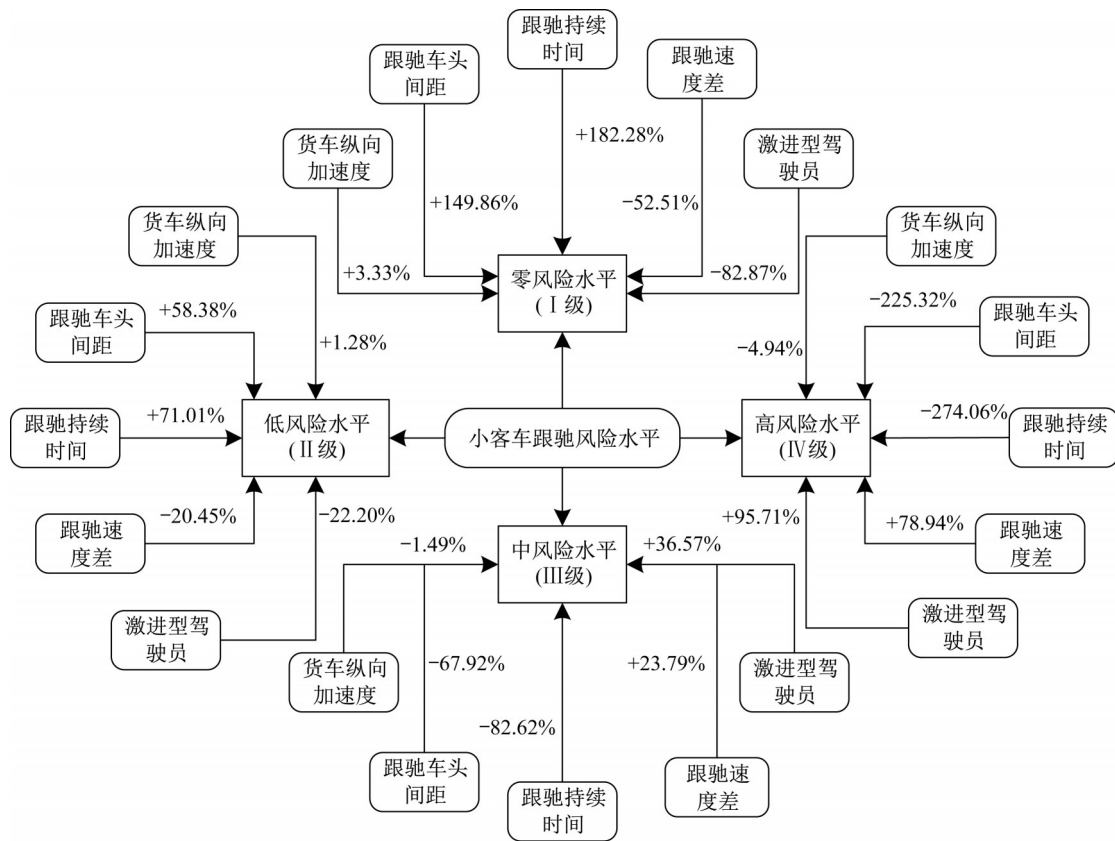 跟驰持续
时间
跟驰车头
间距
跟驰速
度差
+182.28%
货车纵向
加速度
激进型驾
驶员
+149.86%
−52.51%
货车纵向
加速度
货车纵向
加速度
+3.33%
零风险水平
(Ⅰ级)
−82.87%
+58.38%
−225.32%
跟驰车头
间距
跟驰车头
间距
+1.28%
−4.94%
跟驰持续
时间
+71.01%
低风险水平
(Ⅱ级)
小客车跟驰风险水平
高风险水平
(Ⅳ级)
−274.06%
跟驰持续
时间
−20.45%
−22.20%
+95.71%
+78.94%
跟驰速
度差
−1.49%
中风险水平
(Ⅲ级)
+36.57%
跟驰速
度差
激进型驾
驶员
激进型驾
驶员
货车纵向
加速度
−67.92%
+23.79%
激进型驾
驶员
−82.62%
跟驰车头
间距
跟驰持续
时间
跟驰速
度差